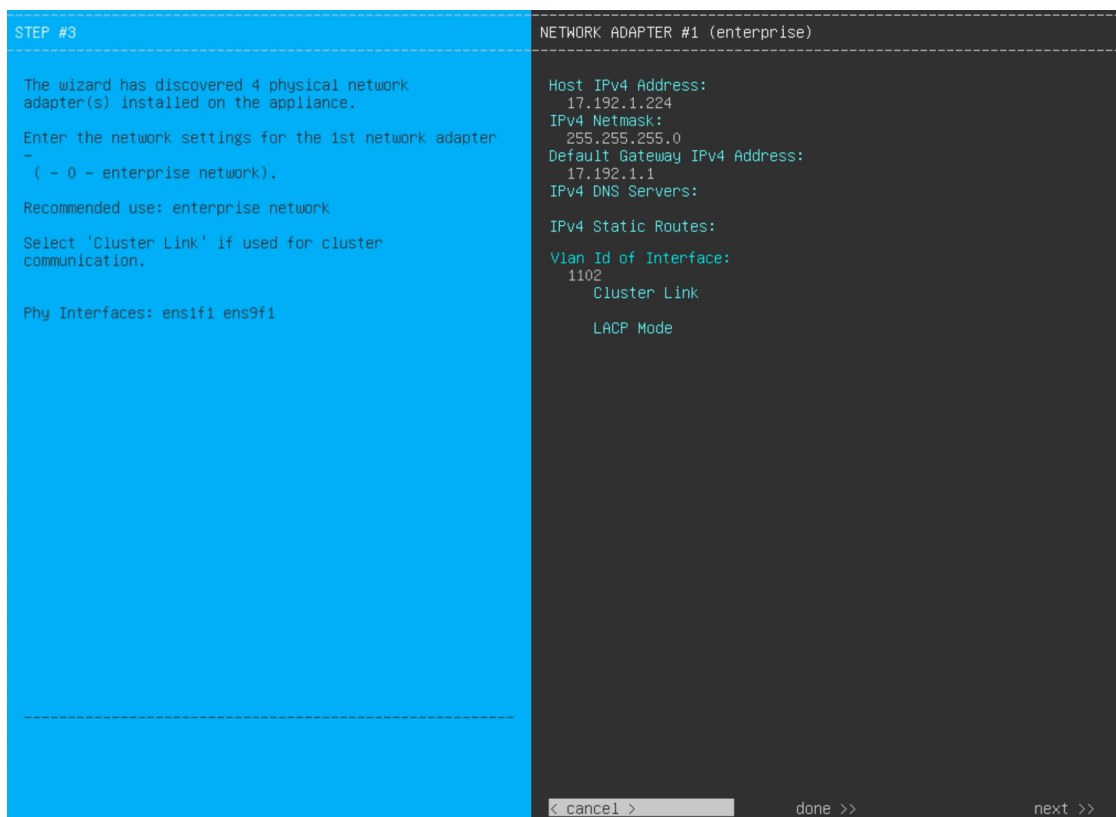 STEP #3
The wizard has discovered 4 physical network
adapter(s) installed on the appliance.
Enter the network settings for the 1st network adapter
-
( - 0 - enterprise network).
Recommended use: enterprise network
Select 'Cluster Link' if used for cluster
communication.
Phy Interfaces: ens1f1 ens9f1
NETWORK ADAPTER #1 (enterprise)
Host IPv4 Address:
17.192.1.224
IPv4 Netmask:
255.255.255.0
Default Gateway IPv4 Address:
17.192.1.1
IPv4 DNS Servers:
IPv4 Static Routes:
Vlan Id of Interface:
1102
Cluster Link
LACP Mode
< cancel > done >> next >>